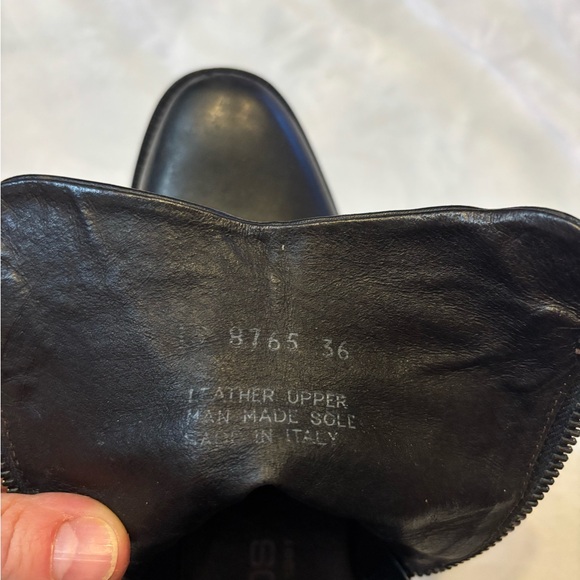 8765 36
LEATHER UPPER
MAN MADE SOLE
MADE IN ITALY